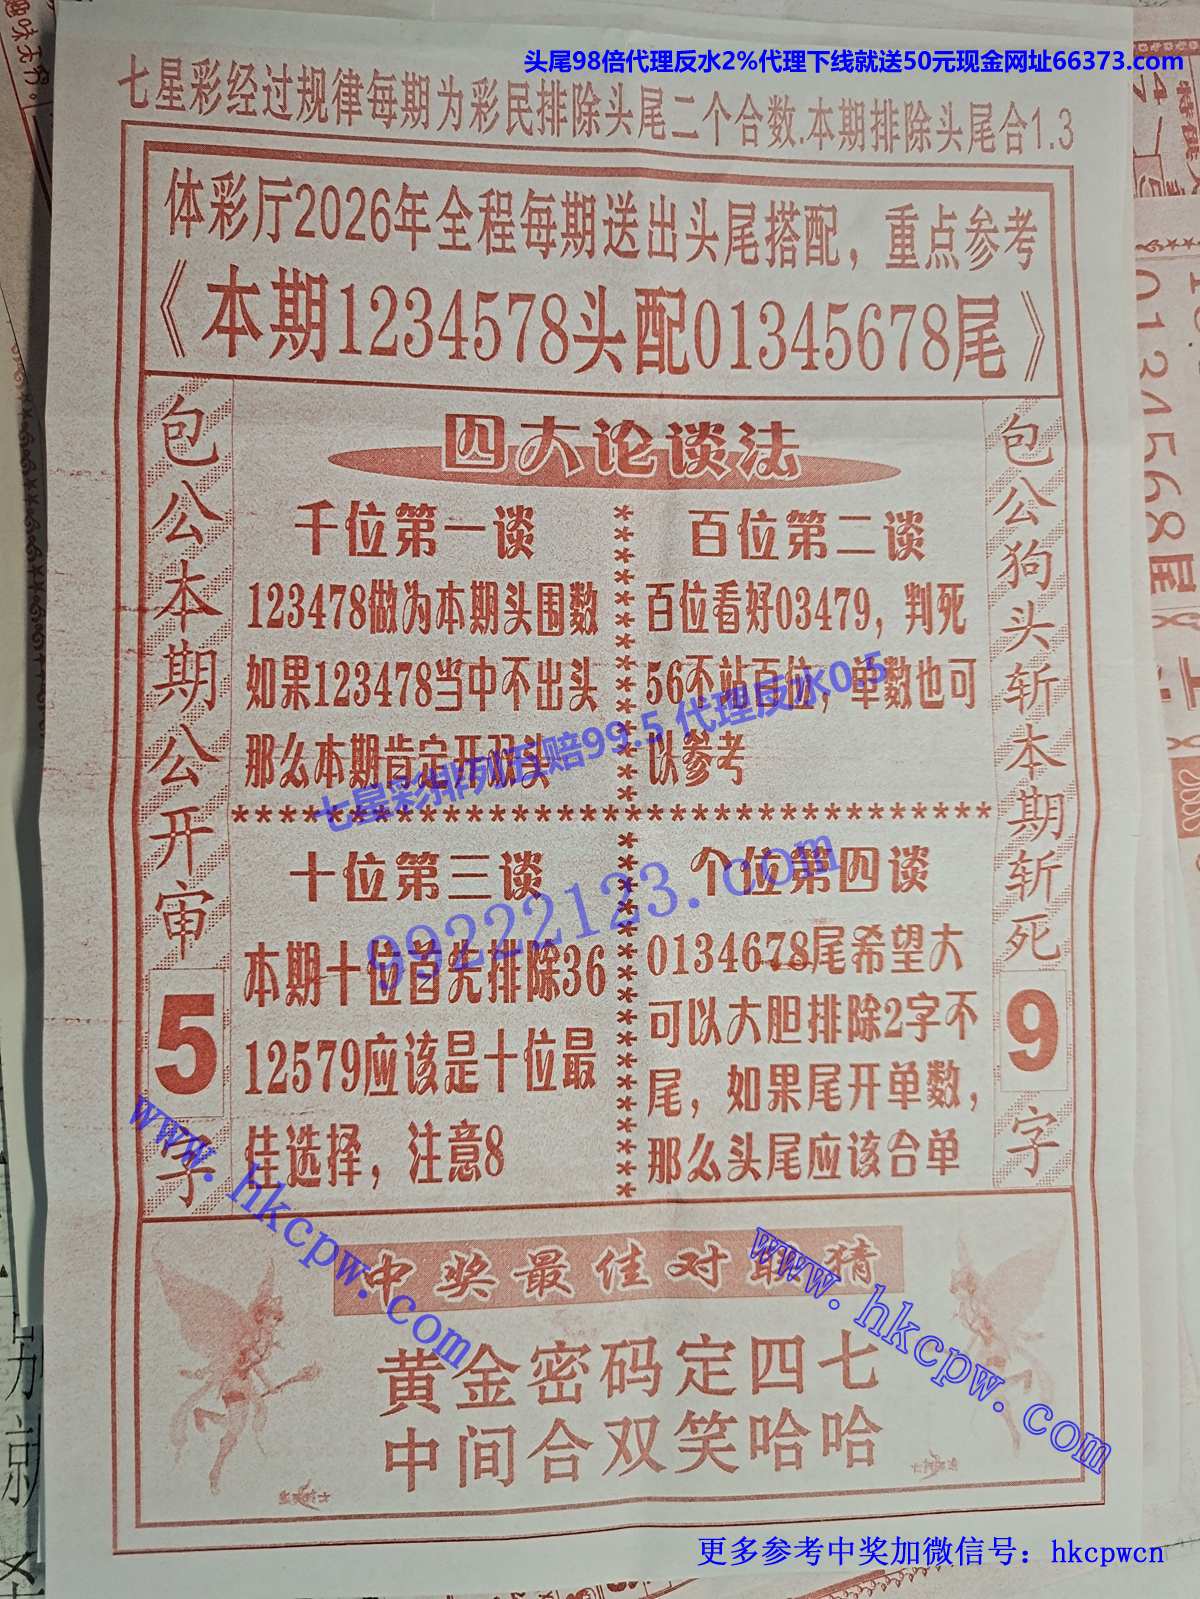 头尾98倍代理反水2%代理下线就送50元现金网址66373.com
七星彩经过规律每期为彩民排除头尾二个合数.本期排除头尾合1.3
体彩厅2026年全程每期送出头尾搭配，重点参考
《本期1234578头配01345678尾》
包公本期公开审5字
四大论谈法
千位第一谈
123478做为本期头围数
如果123478当中不出头
那么本期肯定开双头
百位第二谈
百位看好03479，判死
56不站百位，单数也可
以参考
十位第三谈
本期十位首先排除36
12579应该是十位最
佳选择，注意8
个位第四谈
0134678尾希望大
可以大胆排除2字不
尾，如果尾开单数，
那么头尾应该合单
包公狗头斩本期斩死9字
七星彩排列五赔99.5 代理反水0.5
99222123.com
www.hkcpw.com
www.hkcpw.com
中奖最佳对联猜
黄金密码定四七
中间合双笑哈哈
更多参考中奖加微信号：hkcpwcn
趣味无穷。
0134568尾